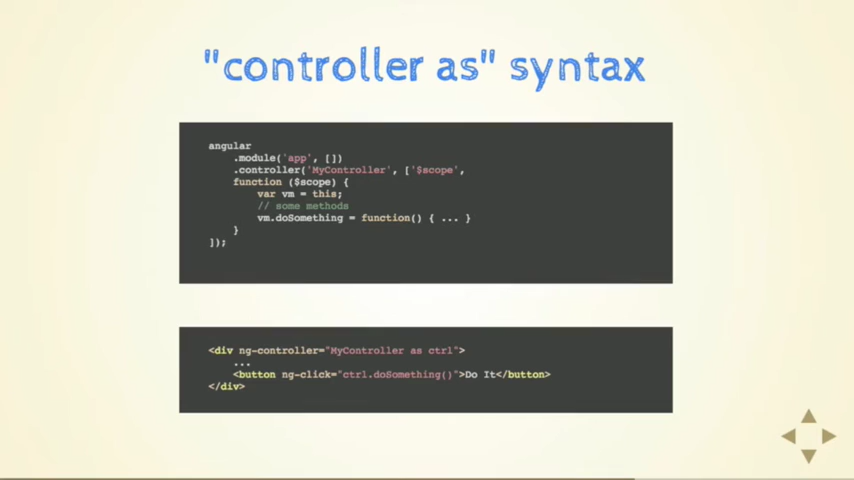 "controller as" syntax
angular
.module('app', [])
.controller('MyController', ['$scope',
function ($scope) {
var vm = this;
// some methods
vm.doSomething = function() { ... }
}
]);
<div ng-controller="MyController as ctrl">
...
<button ng-click="ctrl.doSomething()">Do It</button>
</div>